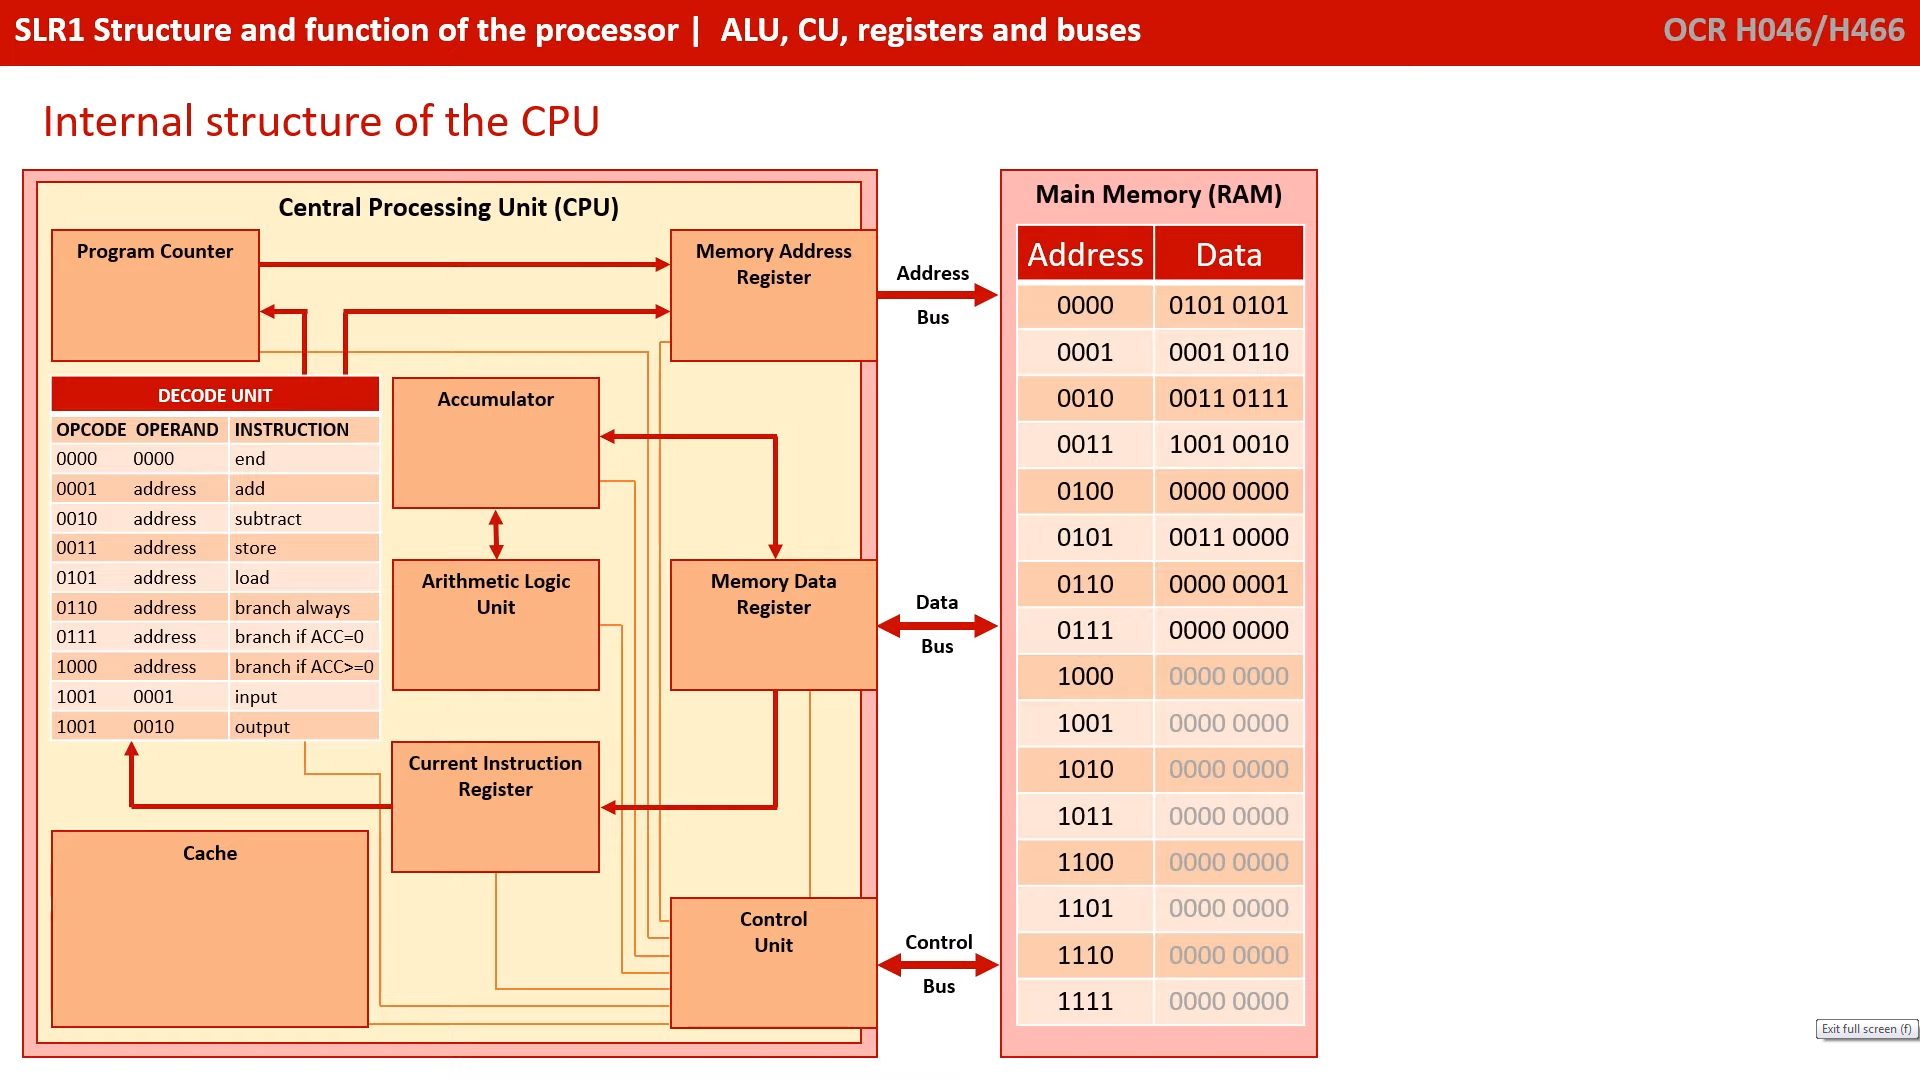 SLR1 Structure and function of the processor | ALU, CU, registers and buses
OCR H046/H466
Internal structure of the CPU
Central Processing Unit (CPU)
Program Counter
Memory Address
Register
Address
Bus
DECODE UNIT
OPCODE OPERAND INSTRUCTION
0000 0000 end
0001 address add
0010 address subtract
0011 address store
0101 address load
0110 address branch always
0111 address branch if ACC=0
1000 address branch if ACC>=0
1001 0001 input
1001 0010 output
Accumulator
Arithmetic Logic
Unit
Memory Data
Register
Data
Bus
Current Instruction
Register
Cache
Control
Unit
Control
Bus
Main Memory (RAM)
Address Data
0000 0101 0101
0001 0001 0110
0010 0011 0111
0011 1001 0010
0100 0000 0000
0101 0011 0000
0110 0000 0001
0111 0000 0000
1000 0000 0000
1001 0000 0000
1010 0000 0000
1011 0000 0000
1100 0000 0000
1101 0000 0000
1110 0000 0000
1111 0000 0000
Exit full screen (f)